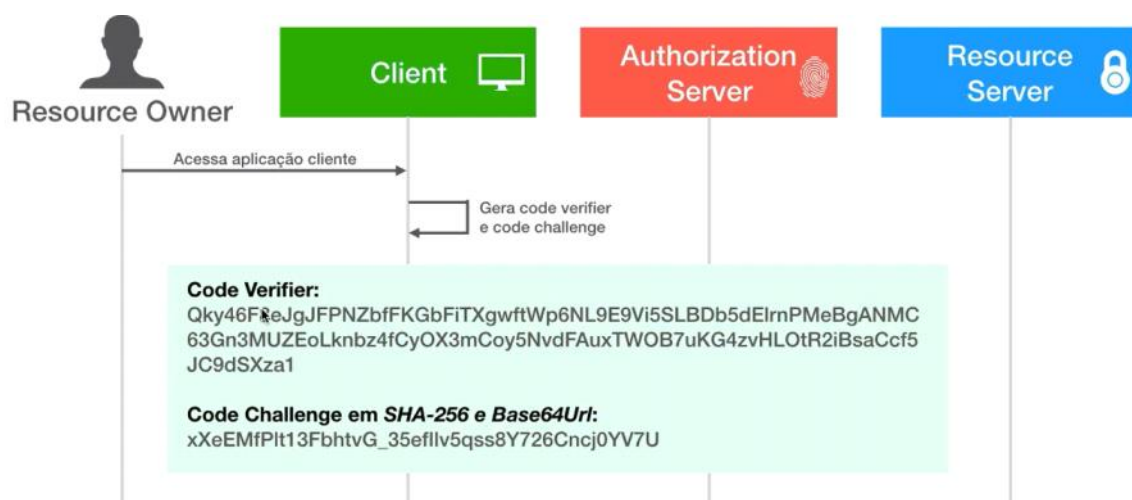 Resource Owner
Client
Authorization
Server
Resource
Server
Acessa aplicação cliente
Gera code verifier
e code challenge
Code Verifier:
63Gn3MUZEoLknbz4fCyOX3mCoy5NvdFAuxTWOB7uKG4zvHLOtR2iBsaCcf5
JC9dSXza1
Code Challenge em SHA-256 e Base64Url: